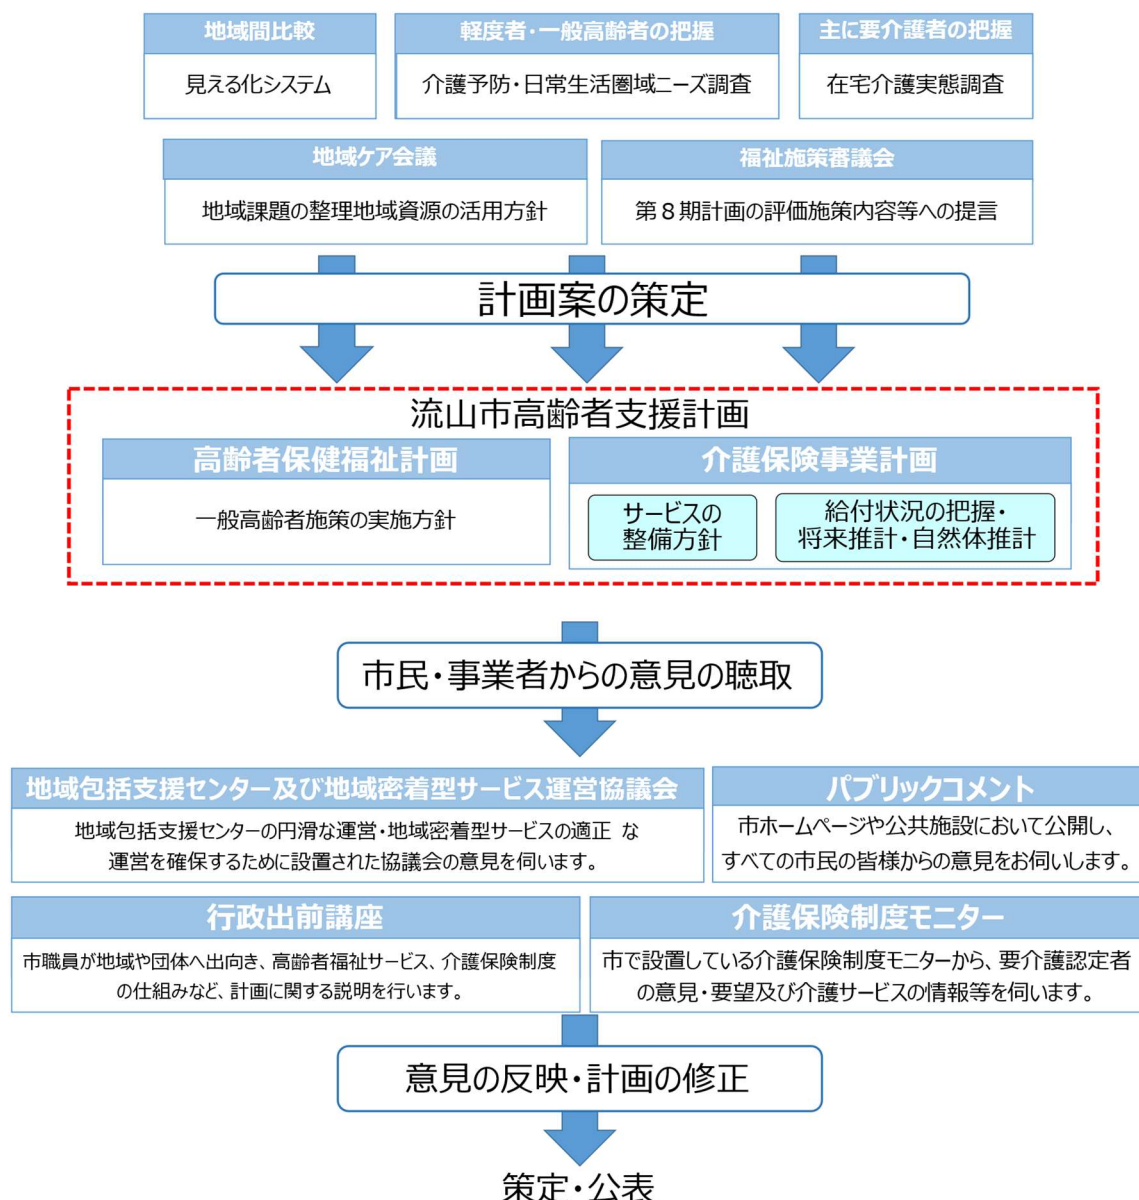 地域間比較
見える化システム
軽度者・一般高齢者の把握
介護予防・日常生活圏域ニーズ調査
主に要介護者の把握
在宅介護実態調査
地域ケア会議
地域課題の整理地域資源の活用方針
福祉施策審議会
第８期計画の評価施策内容等への提言
計画案の策定
流山市高齢者支援計画
高齢者保健福祉計画
一般高齢者施策の実施方針
介護保険事業計画
サービスの
整備方針
給付状況の把握・
将来推計・自然体推計
市民・事業者からの意見の聴取
地域包括支援センター及び地域密着型サービス運営協議会
地域包括支援センターの円滑な運営・地域密着型サービスの適正 な
運営を確保するために設置された協議会の意見を伺います。
パブリックコメント
市ホームページや公共施設において公開し、
すべての市民の皆様からの意見をお伺いします。
行政出前講座
市職員が地域や団体へ出向き、高齢者福祉サービス、介護保険制度
の仕組みなど、計画に関する説明を行います。
介護保険制度モニター
市で設置している介護保険制度モニターから、要介護認定者
の意見・要望及び介護サービスの情報等を伺います。
意見の反映・計画の修正
策定・公表